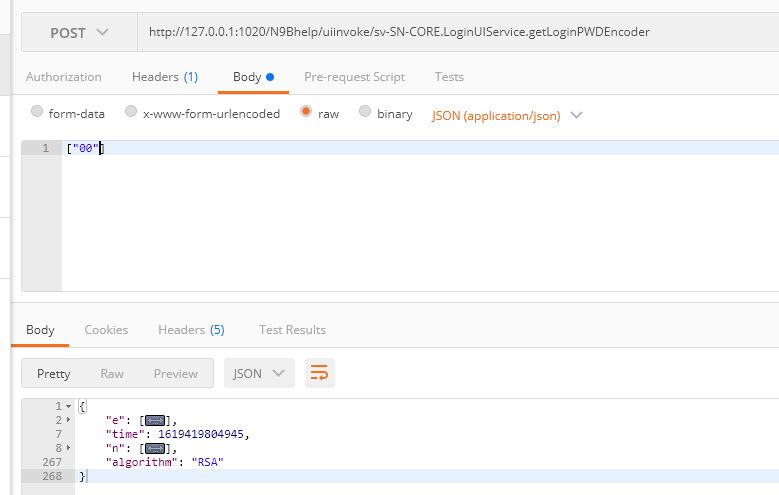 POST http://127.0.0.1:1020/N9Bhelp/uiinvoke/sv-SN-CORE.LoginUIService.getLoginPWDEncoder
Authorization Headers (1) Body Pre-request Script Tests
form-data x-www-form-urlencoded raw binary JSON (application/json)
1 ["00"]
Body Cookies Headers (5) Test Results
Pretty Raw Preview JSON
1 {
2 "e": [],
7 "time": 1619419804945,
8 "n": [],
267 "algorithm": "RSA"
268 }